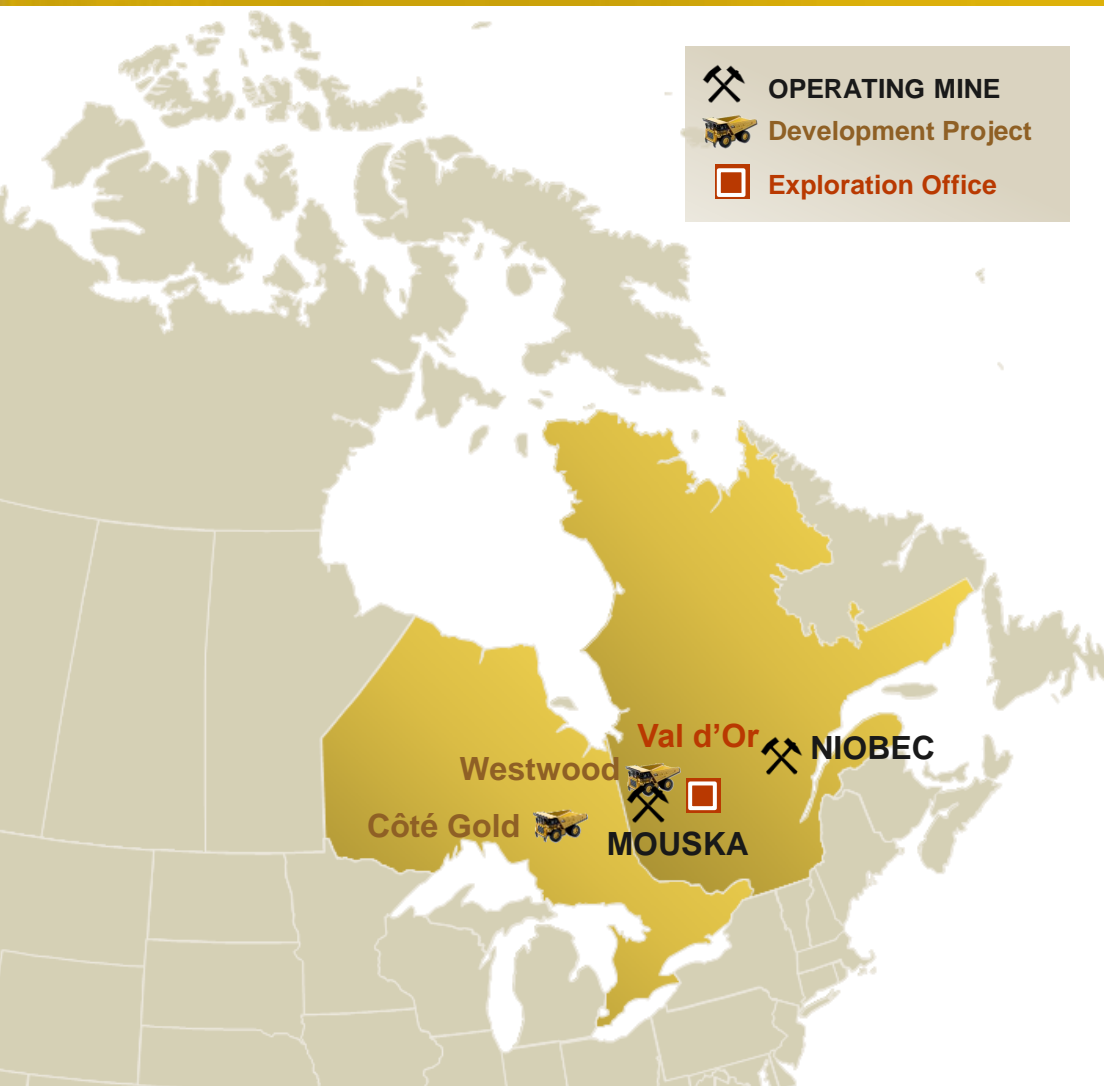 OPERATING MINE
Development Project
Exploration Office
Val d’Or
NIOBEC
Westwood
Côté Gold
MOUSKA